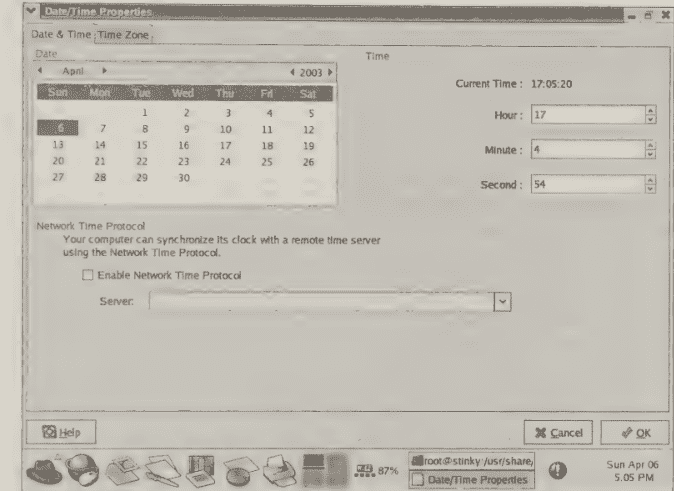 Date/Time Properties
Date & Time Time Zone
Date
April 2003
Sun Mon Tue Wed Thu Fri Sat
1 2 3 4 5
6 7 8 9 10 11 12
13 14 15 16 17 18 19
20 21 22 23 24 25 26
27 28 29 30
Time
Current Time : 17:05:20
Hour : 17
Minute : 4
Second : 54
Network Time Protocol
Your computer can synchronize its clock with a remote time server
using the Network Time Protocol.
Enable Network Time Protocol
Server:
Help
Cancel
OK
87%
root@stinky:/usr/share,
Date/Time Properties
Sun Apr 06
5:05 PM